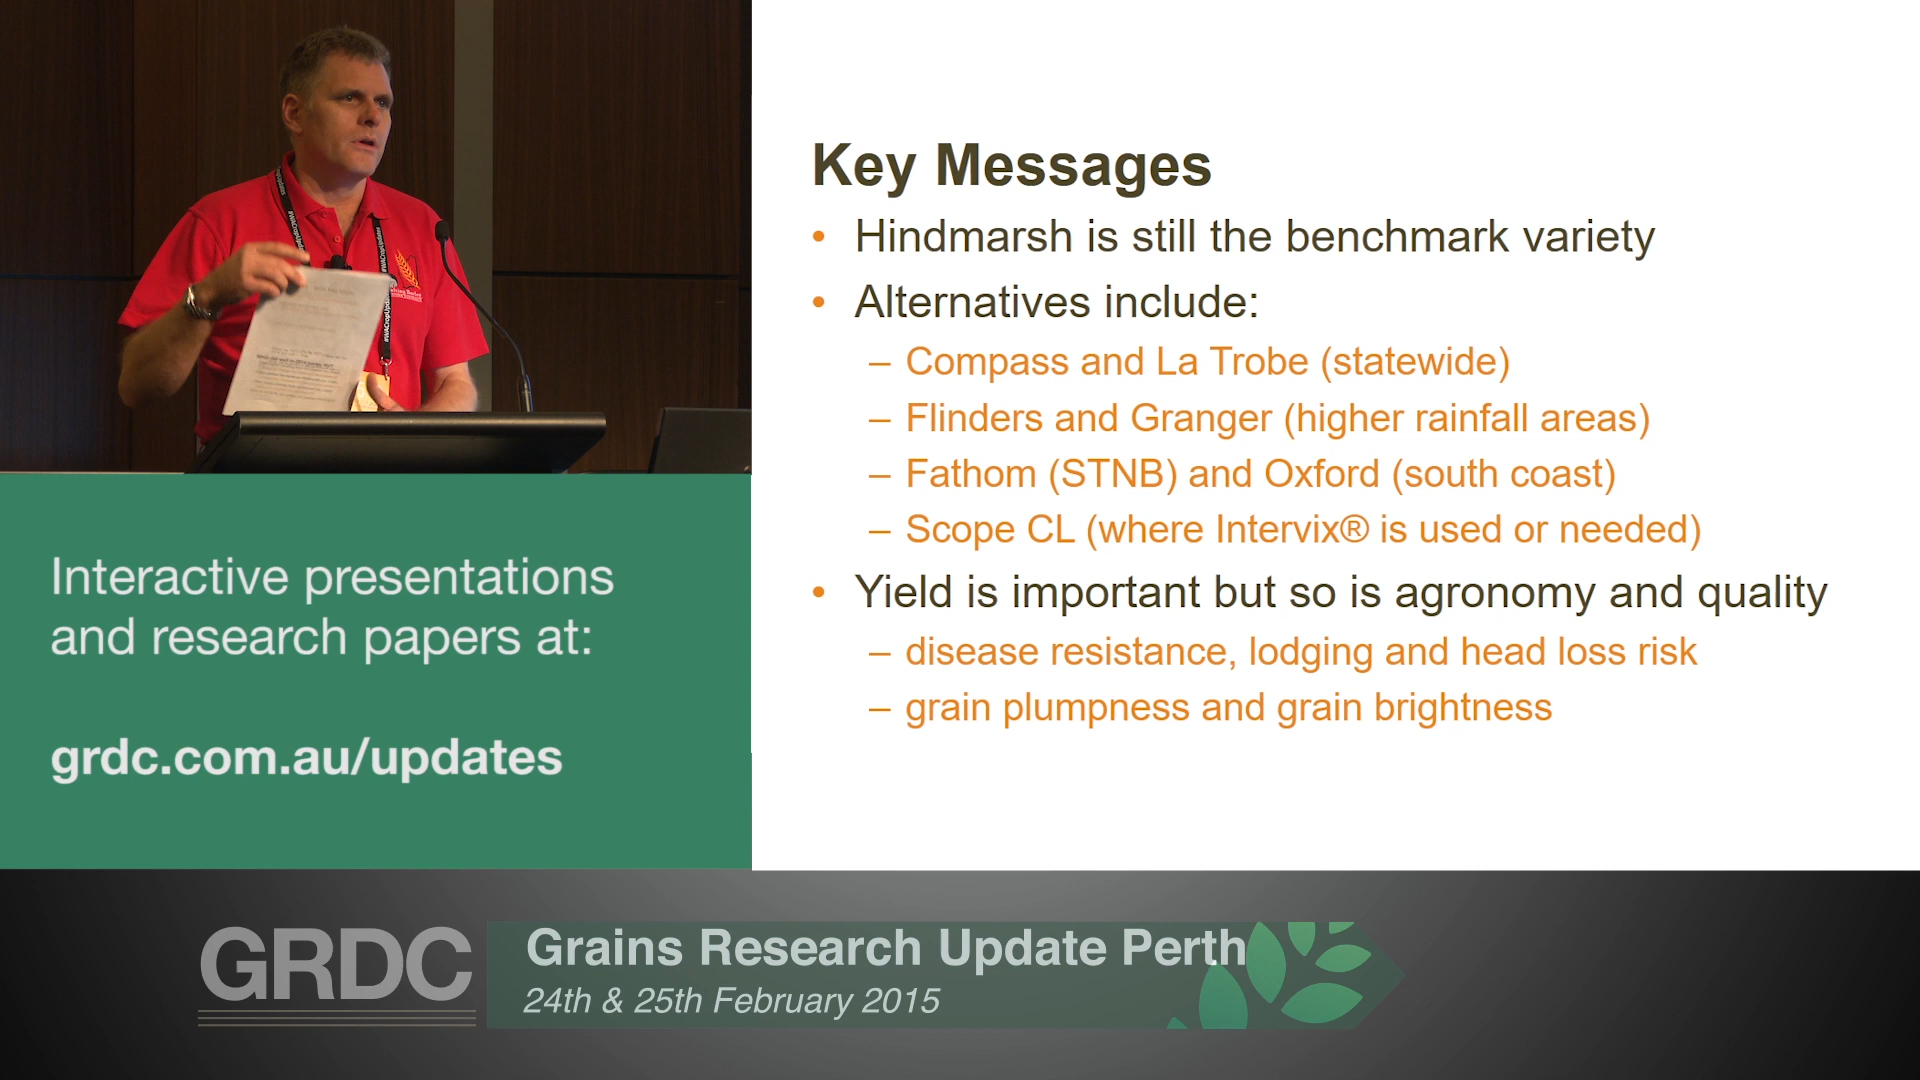 Key Messages
• Hindmarsh is still the benchmark variety
• Alternatives include:
– Compass and La Trobe (statewide)
– Flinders and Granger (higher rainfall areas)
– Fathom (STNB) and Oxford (south coast)
– Scope CL (where Intervix® is used or needed)
• Yield is important but so is agronomy and quality
– disease resistance, lodging and head loss risk
– grain plumpness and grain brightness
Interactive presentations
and research papers at:
grdc.com.au/updates
GRDC
Grains Research Update Perth
24th & 25th February 2015